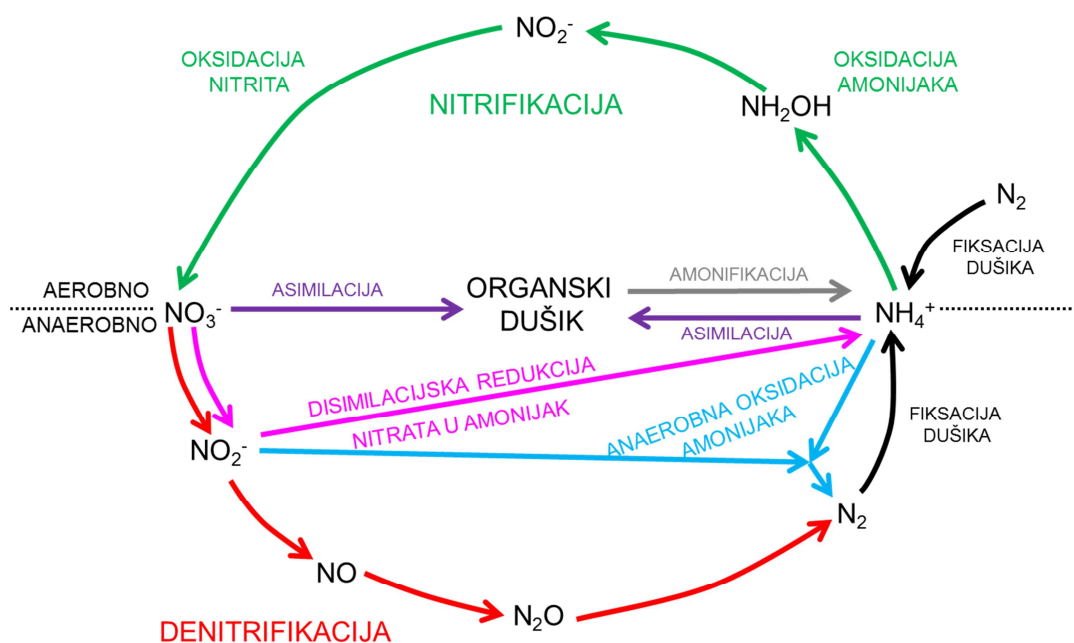 NO₂⁻
OKSIDACIJA
NITRITA
OKSIDACIJA
AMONIJAKA
NITRIFIKACIJA
NH₂OH
N₂
FIKSACIJA
DUŠIKA
AEROBNO
ANAEROBNO
NO₃⁻
ASIMILACIJA
ORGANSKI
DUŠIK
AMONIFIKACIJA
ASIMILACIJA
NH₄⁺
DISIMILACIJSKA REDUKCIJA
NITRATA U AMONIJAK
ANAEROBNA OKSIDACIJA
AMONIJAKA
FIKSACIJA
DUŠIKA
NO₂⁻
N₂
NO
N₂O
DENITRIFIKACIJA